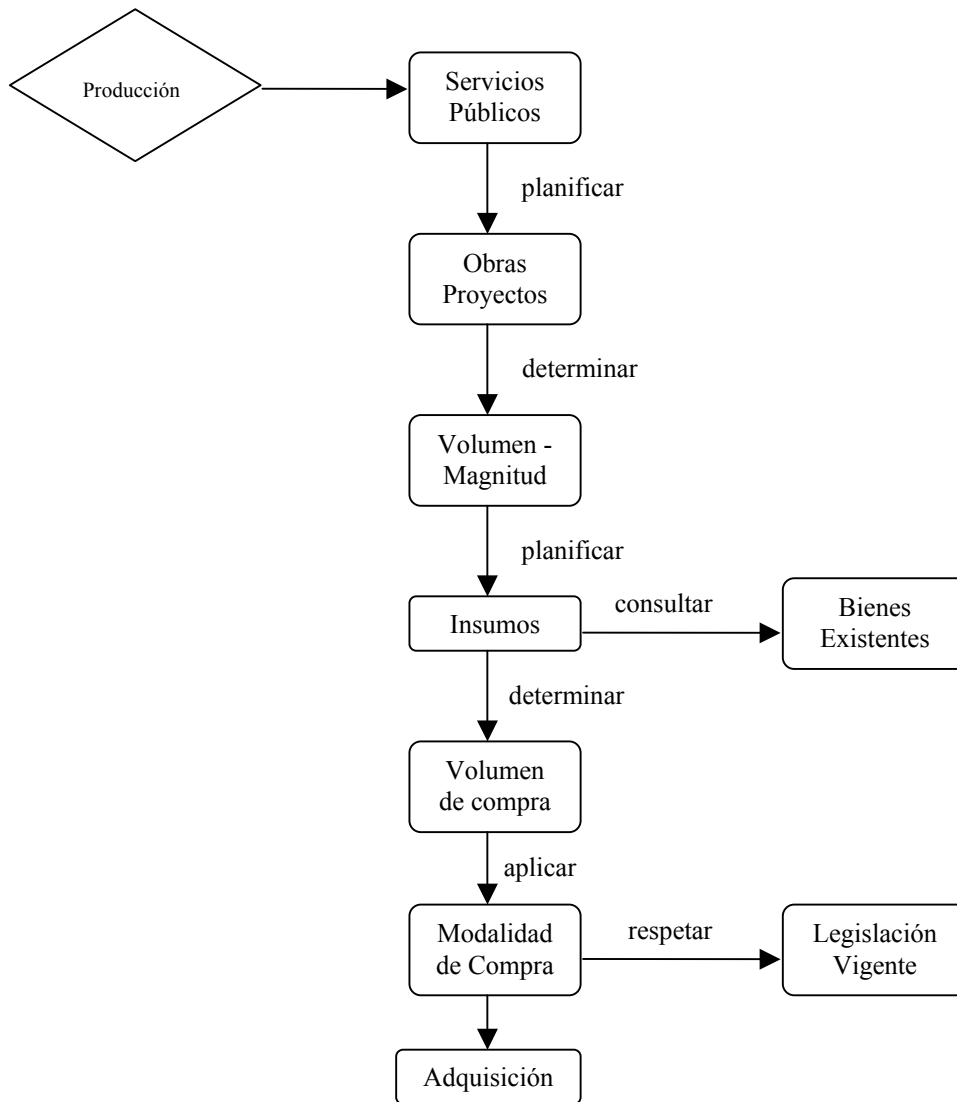 Producción
Servicios
Públicos
planificar
Obras
Proyectos
determinar
Volumen -
Magnitud
planificar
Insumos
consultar
Bienes
Existentes
determinar
Volumen
de compra
aplicar
Modalidad
de Compra
respetar
Legislación
Vigente
Adquisición